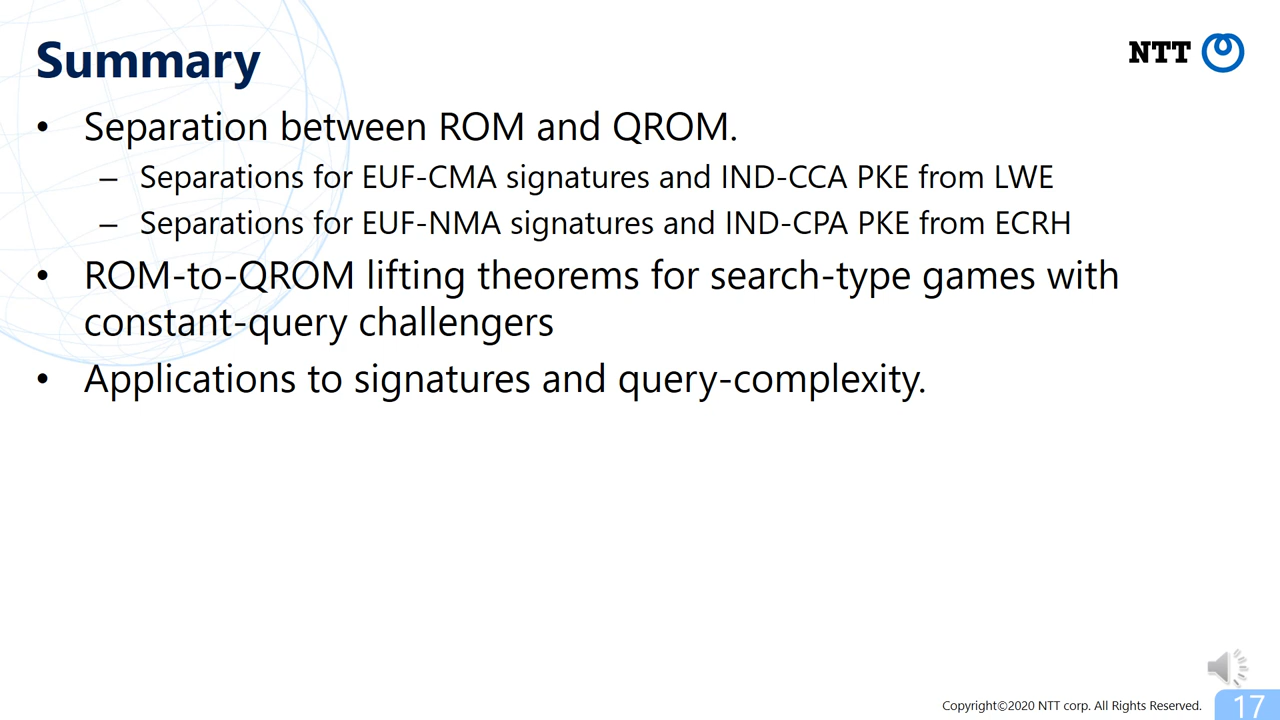 Summary
NTT
• Separation between ROM and QROM.
– Separations for EUF-CMA signatures and IND-CCA PKE from LWE
– Separations for EUF-NMA signatures and IND-CPA PKE from ECRH
• ROM-to-QROM lifting theorems for search-type games with
constant-query challengers
• Applications to signatures and query-complexity.
Copyright©2020 NTT corp. All Rights Reserved.
17